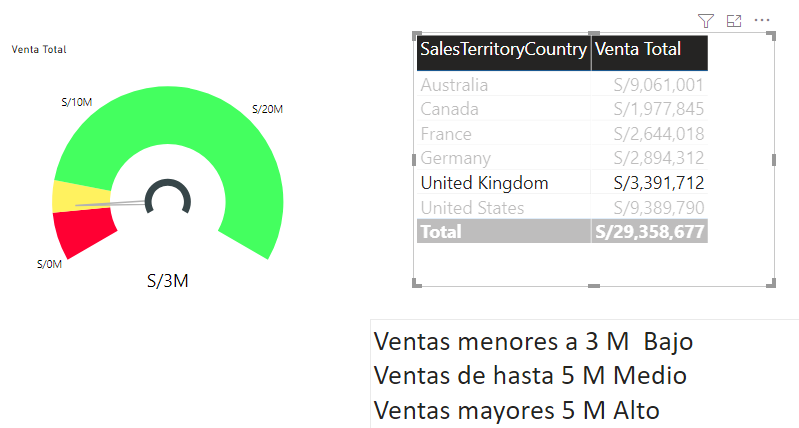 Venta Total
S/10M
S/20M
S/0M
S/3M
SalesTerritoryCountry Venta Total
Australia S/9,061,001
Canada S/1,977,845
France S/2,644,018
Germany S/2,894,312
United Kingdom S/3,391,712
United States S/9,389,790
Total S/29,358,677
Ventas menores a 3 M  Bajo
Ventas de hasta 5 M Medio
Ventas mayores 5 M Alto